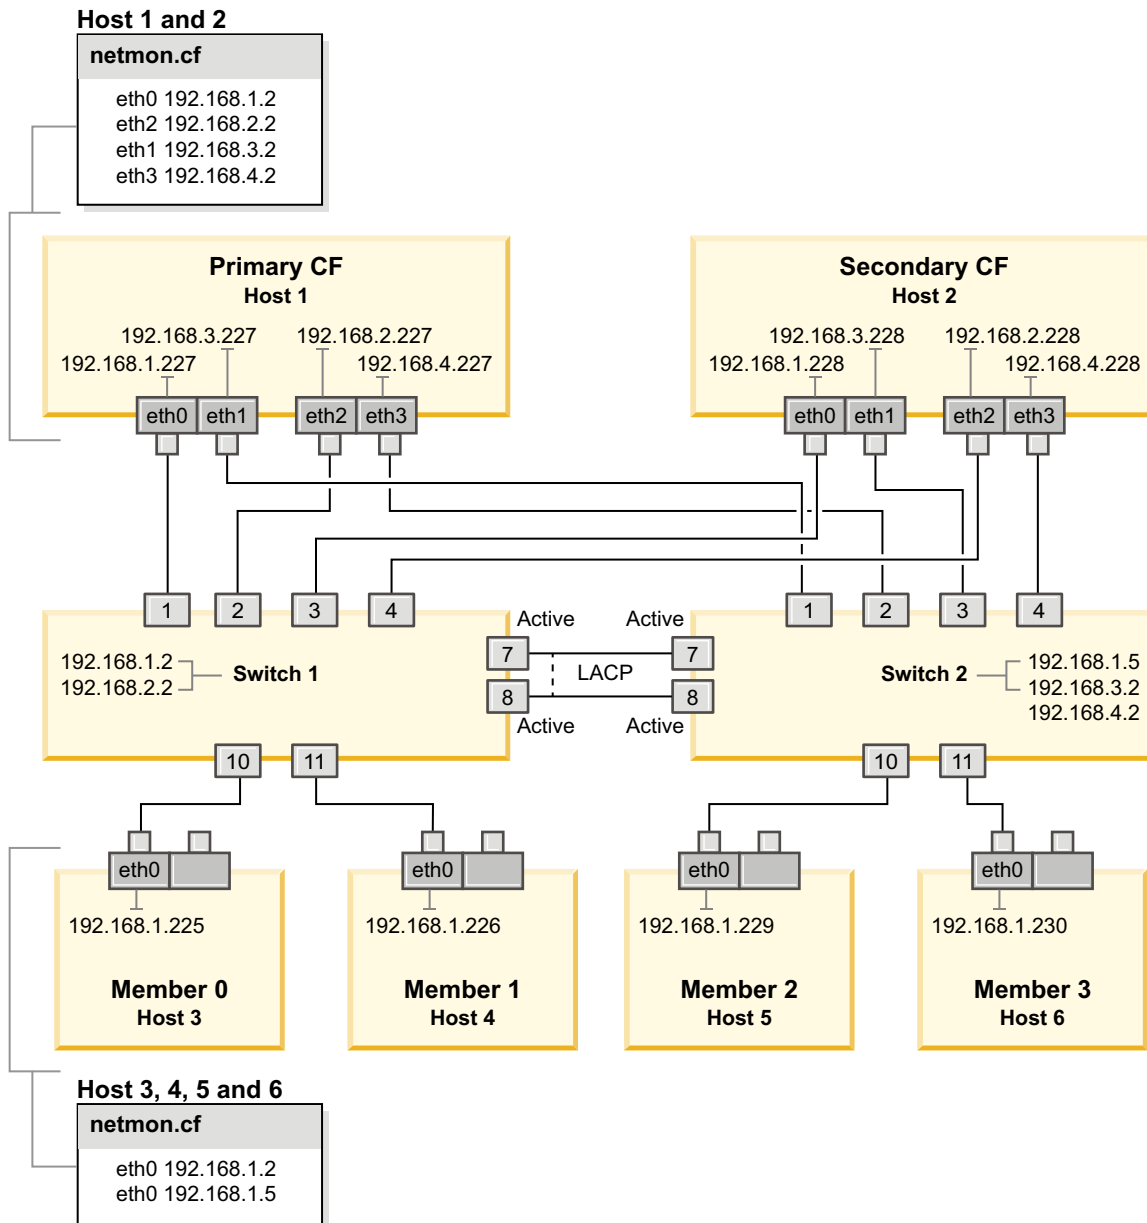 Host 1 and 2
netmon.cf
eth0 192.168.1.2
eth2 192.168.2.2
eth1 192.168.3.2
eth3 192.168.4.2
Primary CF
Host 1
192.168.3.227 192.168.2.227
192.168.1.227 192.168.4.227
eth0 eth1 eth2 eth3
Secondary CF
Host 2
192.168.3.228 192.168.2.228
192.168.1.228 192.168.4.228
eth0 eth1 eth2 eth3
1 2 3 4
1 2 3 4
192.168.1.2
192.168.2.2
Switch 1
Active Active
7 7
LACP
8 8
Active Active
Switch 2
192.168.1.5
192.168.3.2
192.168.4.2
10 11
10 11
eth0
192.168.1.225
Member 0
Host 3
eth0
192.168.1.226
Member 1
Host 4
eth0
192.168.1.229
Member 2
Host 5
eth0
192.168.1.230
Member 3
Host 6
Host 3, 4, 5 and 6
netmon.cf
eth0 192.168.1.2
eth0 192.168.1.5